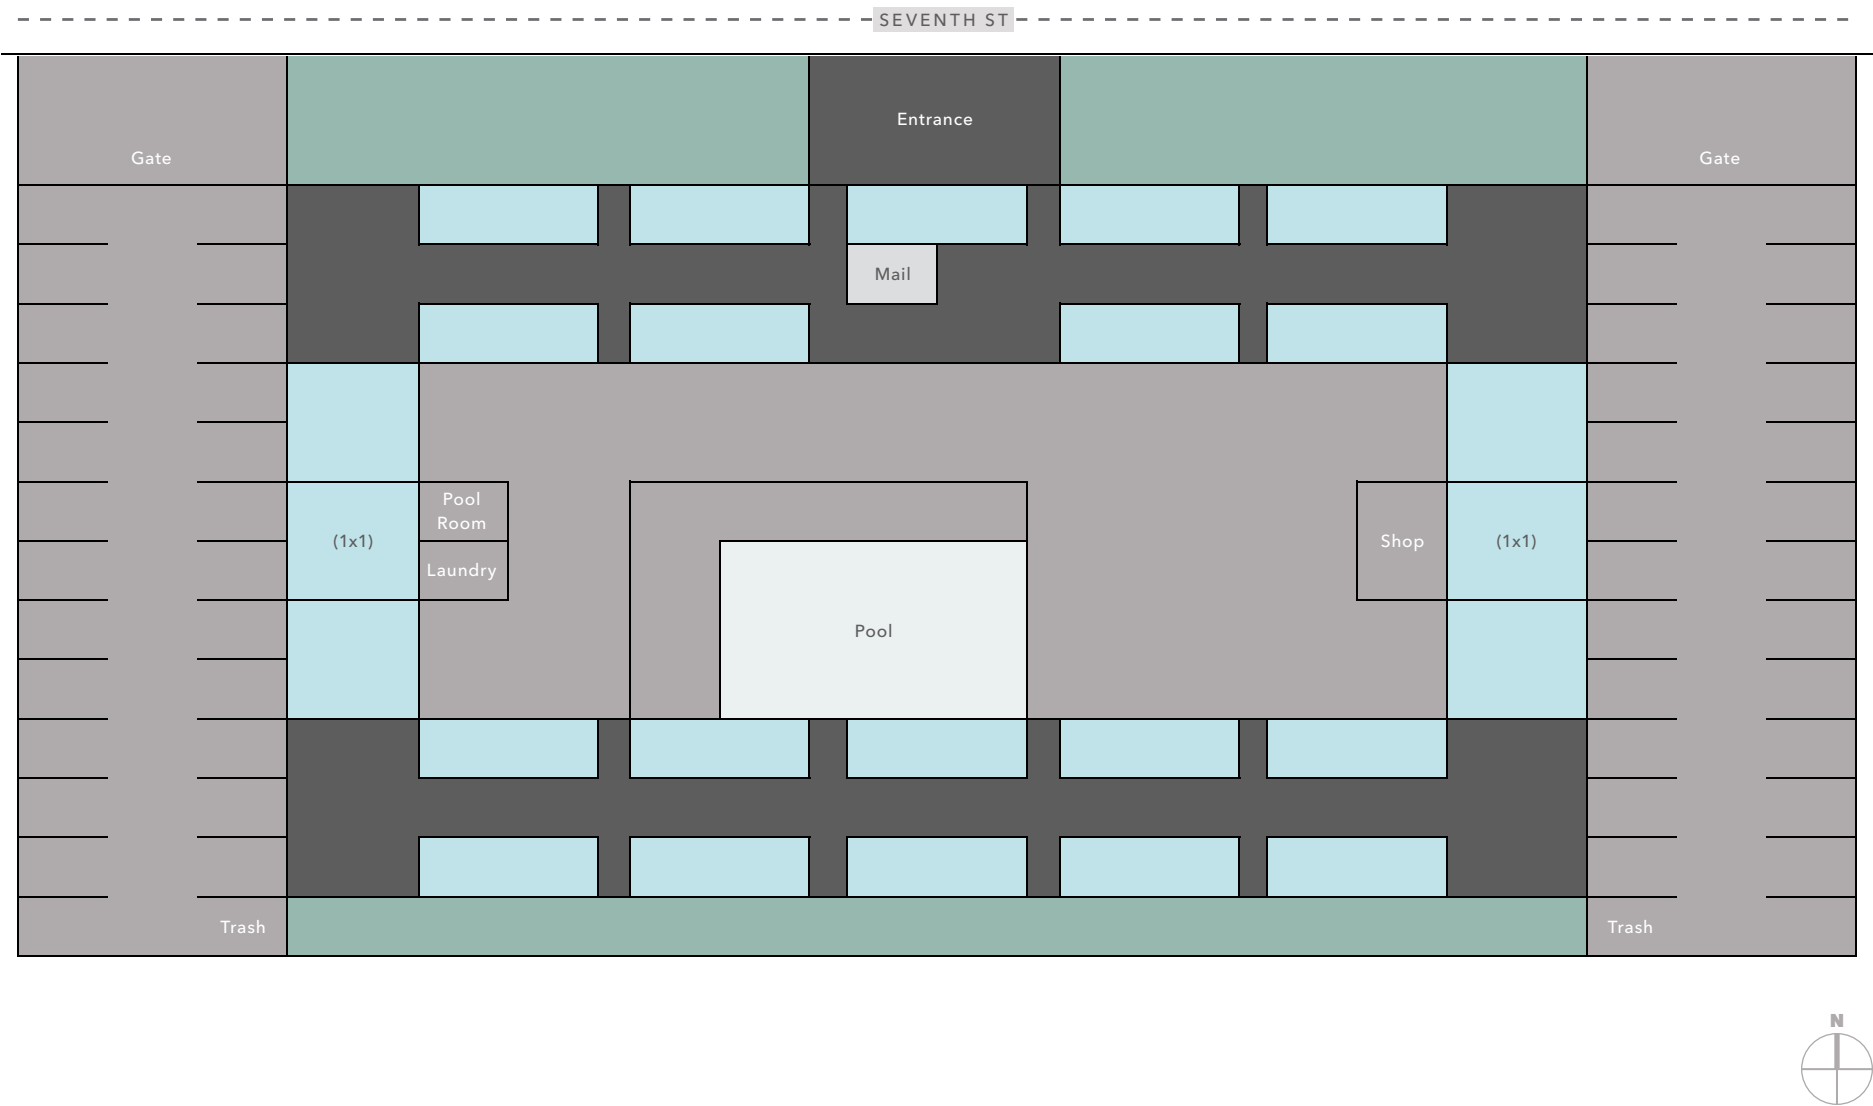 SEVENTH ST
Entrance
Gate
Gate
Mail
Pool
Room
(1x1)
Shop
(1x1)
Laundry
Pool
Trash
Trash
N